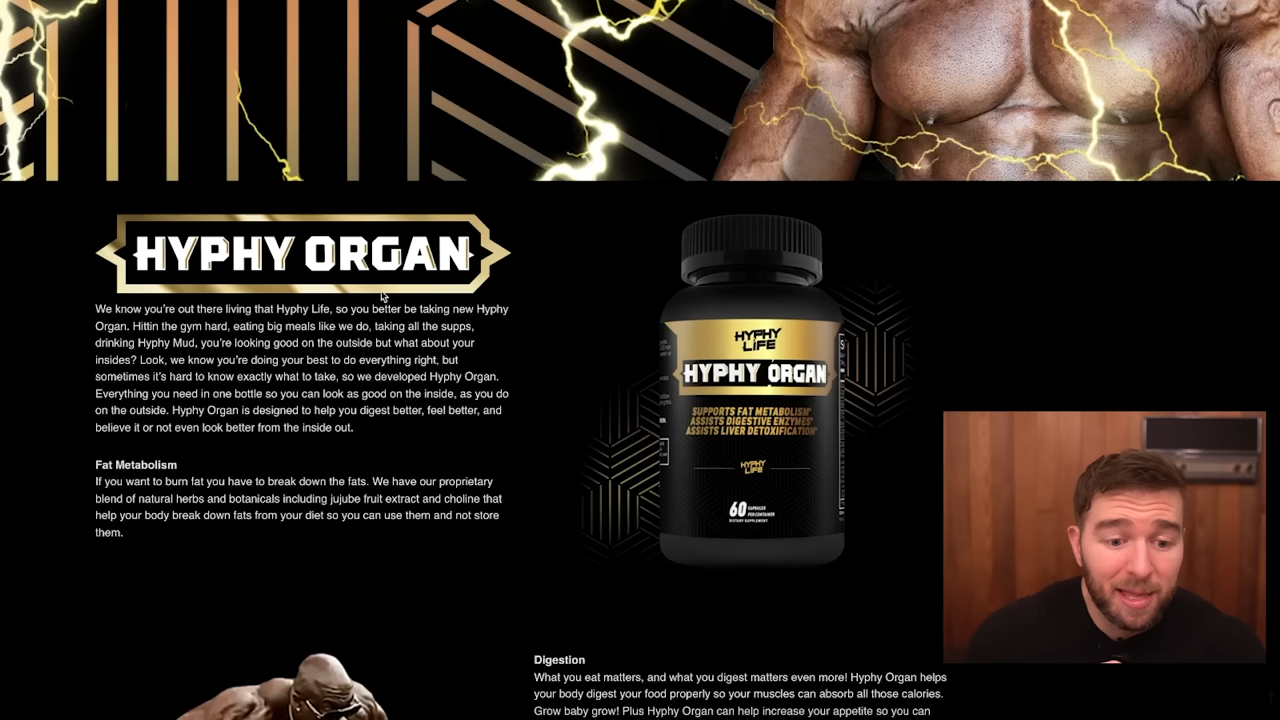 HYPHY ORGAN
We know you're out there living that Hyphy Life, so you better be taking new Hyphy
Organ. Hittin the gym hard, eating big meals like we do, taking all the supps,
drinking Hyphy Mud, you're looking good on the outside but what about your
insides? Look, we know you're doing your best to do everything right, but
sometimes it's hard to know exactly what to take, so we developed Hyphy Organ.
Everything you need in one bottle so you can look as good on the inside, as you do
on the outside. Hyphy Organ is designed to help you digest better, feel better, and
believe it or not even look better from the inside out.
Fat Metabolism
If you want to burn fat you have to break down the fats. We have our proprietary
blend of natural herbs and botanicals including jujube fruit extract and choline that
help your body break down fats from your diet so you can use them and not store
them.
HYPHY
LIFE
HYPHY ORGAN
SUPPORTS FAT METABOLISM*
ASSISTS DIGESTIVE ENZYMES*
ASSISTS LIVER DETOXIFICATION*
HYPHY
LIFE
60 CAPSULES
PER CONTAINER
DIETARY SUPPLEMENT
Digestion
What you eat matters, and what you digest matters even more! Hyphy Organ helps
your body digest your food properly so your muscles can absorb all those calories.
Grow baby grow! Plus Hyphy Organ can help increase your appetite so you can